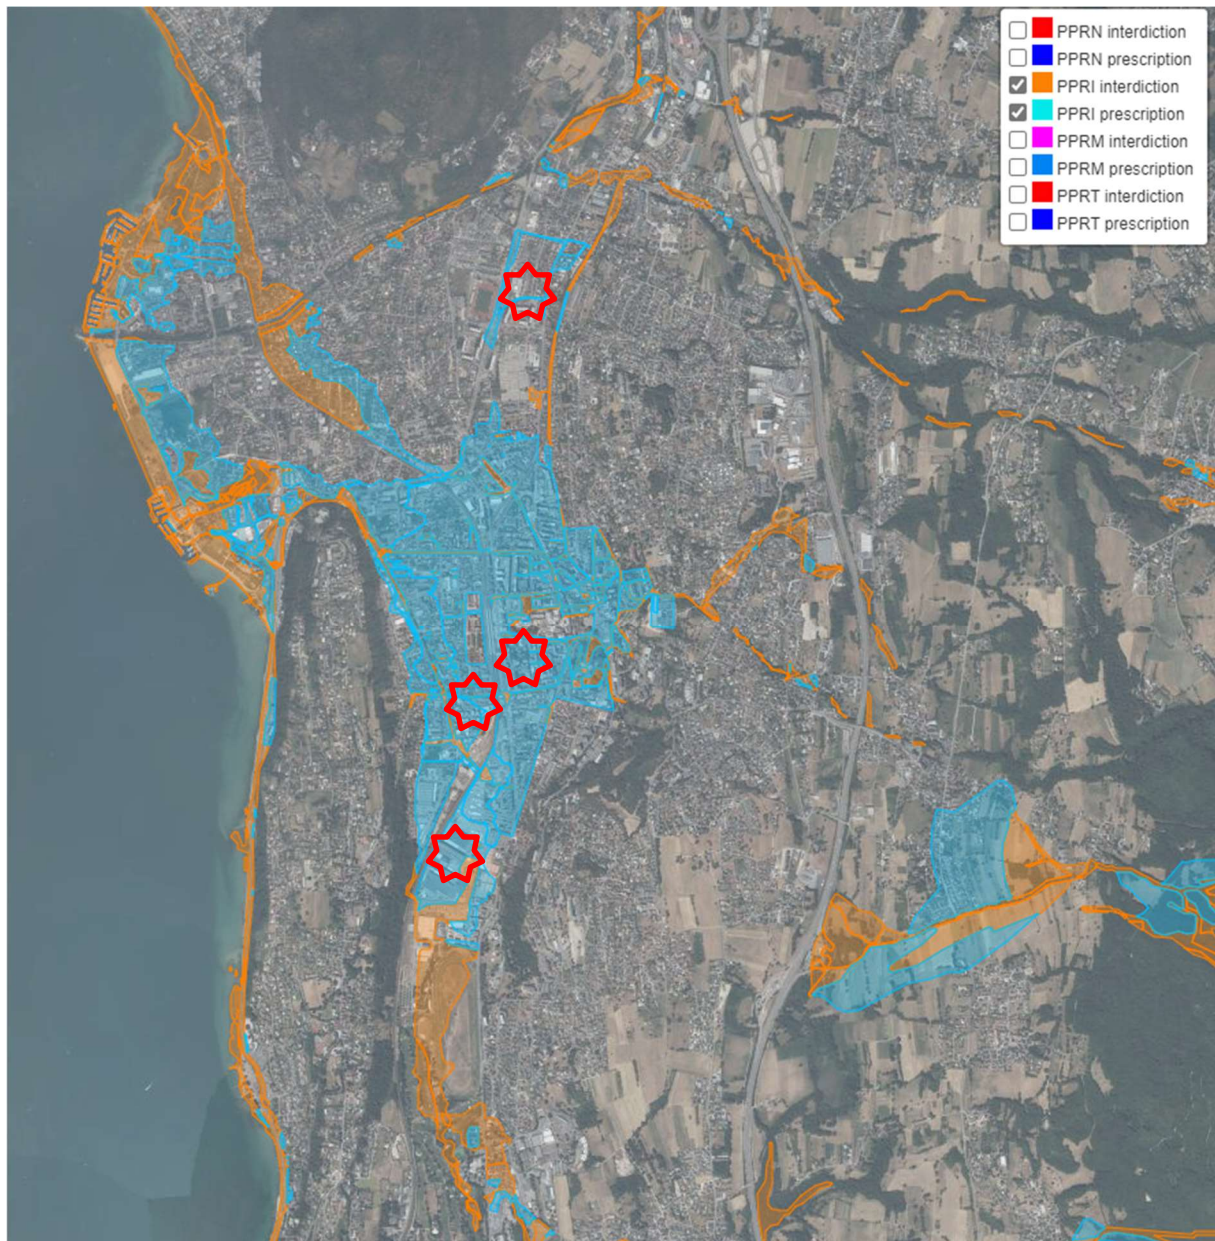 PPRN interdiction
PPRN prescription
PPRI interdiction
PPRI prescription
PPRM interdiction
PPRM prescription
PPRT interdiction
PPRT prescription